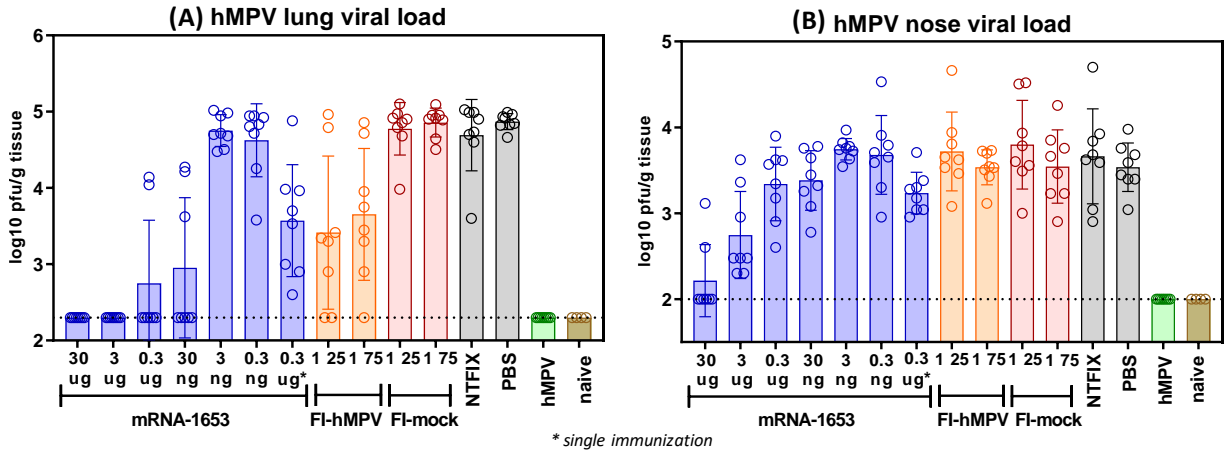 (A) hMPV lung viral load
log10 pfu/g tissue
6
5
4
3
2
30 ug
3 ug
0.3 ug
30 ng
3 ng
0.3 ng
0.3 ug*
1 25
1 75
1 25
1 75
NTFIX
PBS
hMPV
naive
mRNA-1653
FI-hMPV
FI-mock
(B) hMPV nose viral load
log10 pfu/g tissue
5
4
3
2
30 ug
3 ug
0.3 ug
30 ng
3 ng
0.3 ng
0.3 ug*
1 25
1 75
1 25
1 75
NTFIX
PBS
hMPV
naive
mRNA-1653
FI-hMPV
FI-mock
* single immunization